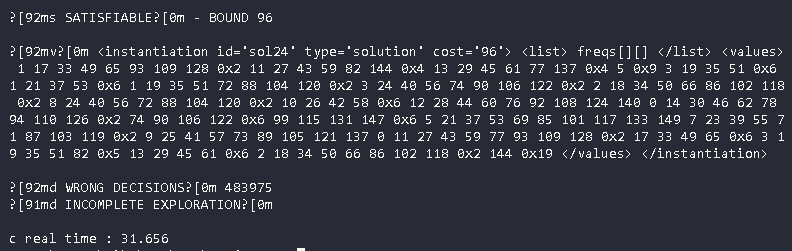 ?[92ms SATISFIABLE?[0m - BOUND 96
?[92mv?[0m <instantiation id='sol24' type='solution' cost='96'> <list> freqs[][] </list> <values>
1 17 33 49 65 93 109 128 0x2 11 27 43 59 82 144 0x4 13 29 45 61 77 137 0x4 5 0x9 3 19 35 51 0x6
1 21 37 53 0x6 1 19 35 51 72 88 104 120 0x2 3 24 40 56 74 90 106 122 0x2 2 18 34 50 66 86 102 118
0x2 8 24 40 56 72 88 104 120 0x2 10 26 42 58 0x6 12 28 44 60 76 92 108 124 140 0 14 30 46 62 78
94 110 126 0x2 74 90 106 122 0x6 99 115 131 147 0x6 5 21 37 53 69 85 101 117 133 149 7 23 39 55 7
1 87 103 119 0x2 9 25 41 57 73 89 105 121 137 0 11 27 43 59 77 93 109 128 0x2 17 33 49 65 0x6 3 1
9 35 51 82 0x5 13 29 45 61 0x6 2 18 34 50 66 86 102 118 0x2 144 0x19 </values> </instantiation>
?[92md WRONG DECISIONS?[0m 483975
?[91md INCOMPLETE EXPLORATION?[0m
c real time : 31.656